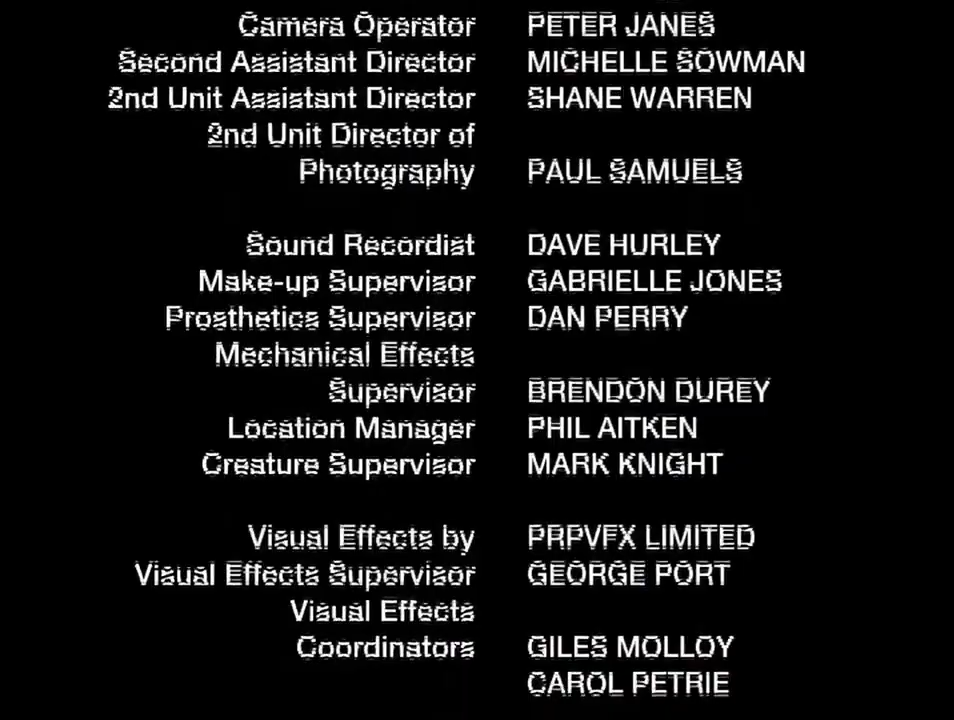 Camera Operator PETER JANES
Second Assistant Director MICHELLE SOWMAN
2nd Unit Assistant Director SHANE WARREN
2nd Unit Director of
Photography PAUL SAMUELS
Sound Recordist DAVE HURLEY
Make-up Supervisor GABRIELLE JONES
Prosthetics Supervisor DAN PERRY
Mechanical Effects
Supervisor BRENDON DUREY
Location Manager PHIL AITKEN
Creature Supervisor MARK KNIGHT
Visual Effects by PRPVFX LIMITED
Visual Effects Supervisor GEORGE PORT
Visual Effects
Coordinators GILES MOLLOY
CAROL PETRIE